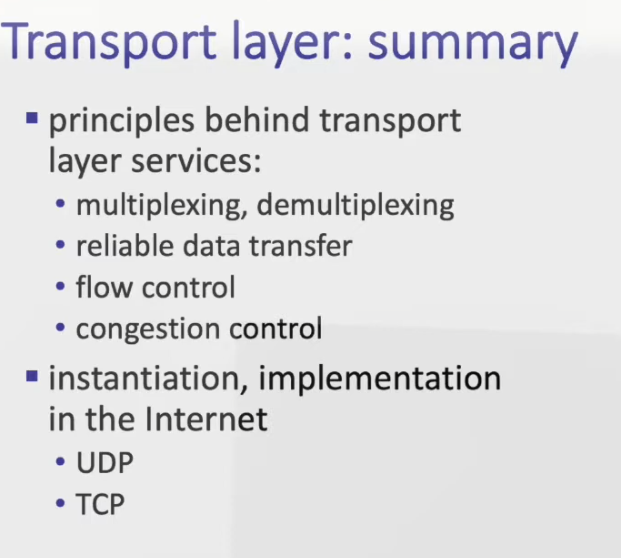 Transport layer: summary
▪ principles behind transport
layer services:
• multiplexing, demultiplexing
• reliable data transfer
• flow control
• congestion control
▪ instantiation, implementation
in the Internet
• UDP
• TCP